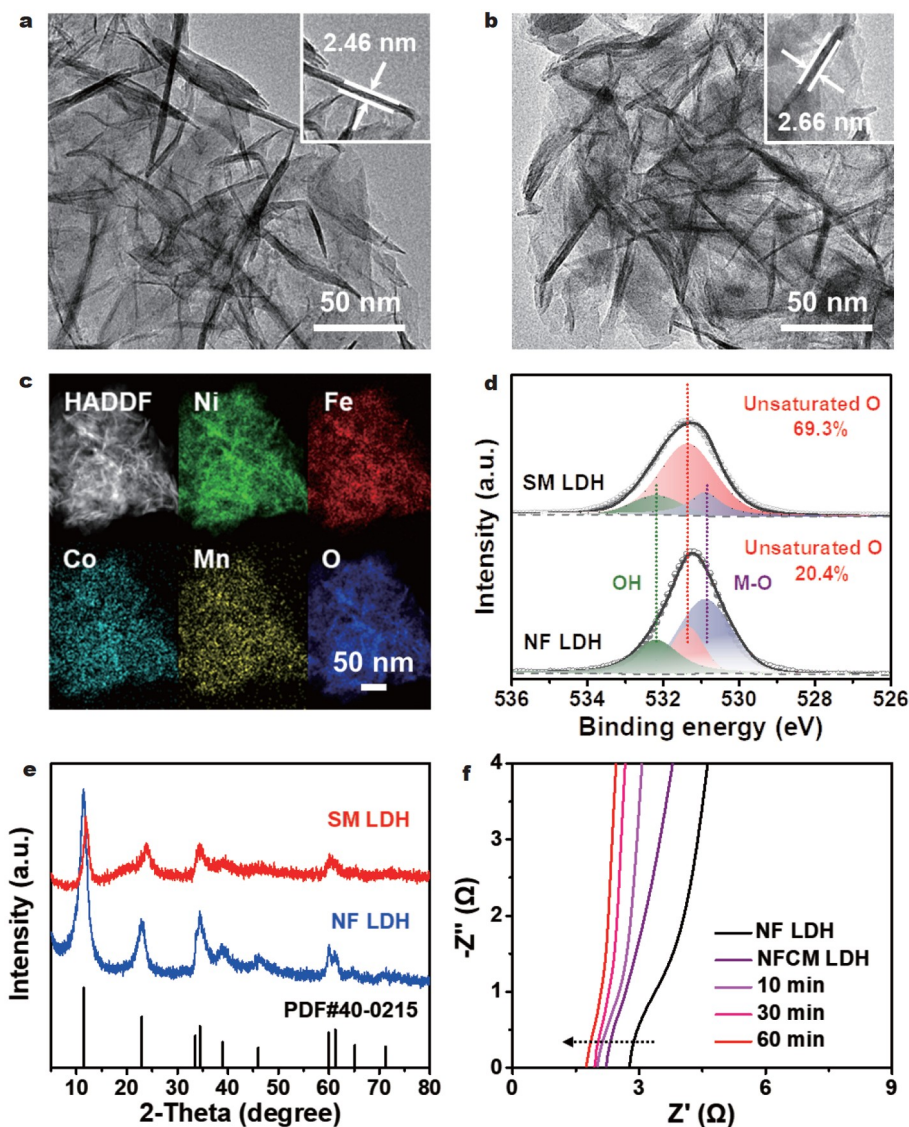 a
2.46 nm
50 nm
b
2.66 nm
50 nm
c
HADDF
Ni
Fe
Co
Mn
O
50 nm
d
Unsaturated O
69.3%
SM LDH
Unsaturated O
20.4%
OH
M-O
NF LDH
Intensity (a.u.)
536 534 532 530 528 526
Binding energy (eV)
e
SM LDH
NF LDH
PDF#40-0215
Intensity (a.u.)
10 20 30 40 50 60 70 80
2-Theta (degree)
f
4
3
2
1
0
-Z" (Ω)
NF LDH
NFCM LDH
10 min
30 min
60 min
0 3 6 9
Z' (Ω)